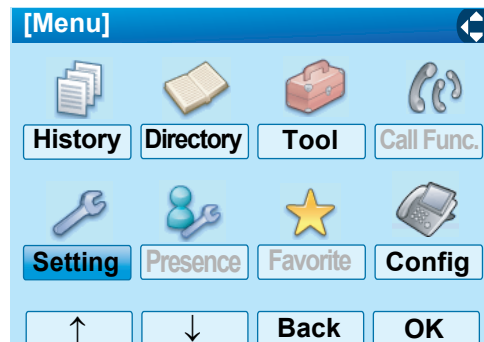 [Menu]
History Directory Tool Call Func.
Setting Presence Favorite Config
↑ ↓ Back OK